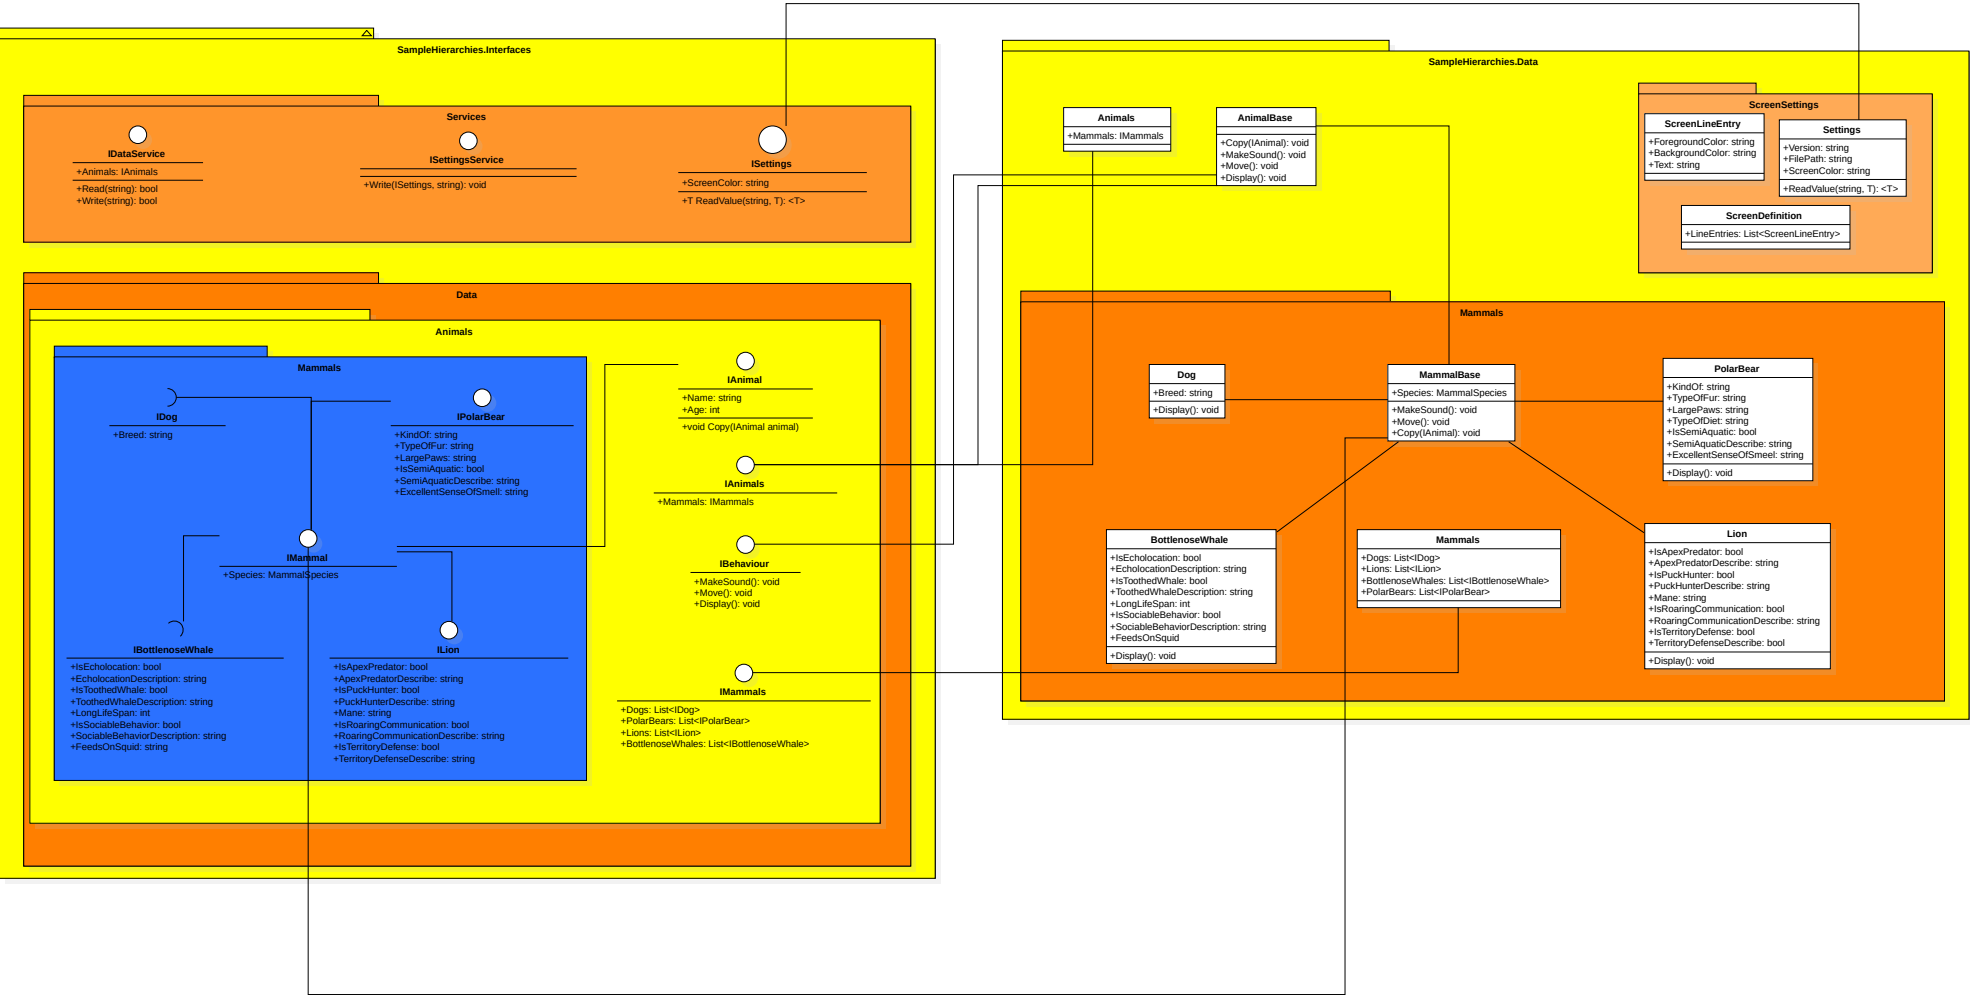 SampleHierarchies.Interfaces
Services
IDataService
+Animals: IAnimals
+Read(string): bool
+Write(string): bool
ISettingsService
+Write(ISettings, string): void
ISettings
+ScreenColor: string
+T ReadValue(string, T): <T>
Data
Animals
Mammals
IDog
+Breed: string
IPolarBear
+KindOf: string
+TypeOfFur: string
+LargePaws: string
+IsSemiAquatic: bool
+SemiAquaticDescribe: string
+ExcellentSenseOfSmell: string
IMammal
+Species: MammalSpecies
IBottlenoseWhale
+IsEcholocation: bool
+EcholocationDescription: string
+IsToothedWhale: bool
+ToothedWhaleDescription: string
+LongLifeSpan: int
+IsSociableBehavior: bool
+SociableBehaviorDescription: string
+FeedsOnSquid: string
ILion
+IsApexPredator: bool
+ApexPredatorDescribe: string
+IsPuckHunter: bool
+PuckHunterDescribe: string
+Mane: string
+IsRoaringCommunication: bool
+RoaringCommunicationDescribe: string
+IsTerritoryDefense: bool
+TerritoryDefenseDescribe: string
IAnimal
+Name: string
+Age: int
+void Copy(IAnimal animal)
IAnimals
+Mammals: IMammals
IBehaviour
+MakeSound(): void
+Move(): void
+Display(): void
IMammals
+Dogs: List<IDog>
+PolarBears: List<IPolarBear>
+Lions: List<ILion>
+BottlenoseWhales: List<IBottlenoseWhale>
SampleHierarchies.Data
Animals
+Mammals: IMammals
AnimalBase
+Copy(IAnimal): void
+MakeSound(): void
+Move(): void
+Display(): void
ScreenSettings
ScreenLineEntry
+ForegroundColor: string
+BackgroundColor: string
+Text: string
Settings
+Version: string
+FilePath: string
+ScreenColor: string
+ReadValue(string, T): <T>
ScreenDefinition
+LineEntries: List<ScreenLineEntry>
Mammals
Dog
+Breed: string
+Display(): void
MammalBase
+Species: MammalSpecies
+MakeSound(): void
+Move(): void
+Copy(IAnimal): void
PolarBear
+KindOf: string
+TypeOfFur: string
+LargePaws: string
+TypeOfDiet: string
+IsSemiAquatic: bool
+SemiAquaticDescribe: string
+ExcellentSenseOfSmeel: string
+Display(): void
BottlenoseWhale
+IsEcholocation: bool
+EcholocationDescription: string
+IsToothedWhale: bool
+ToothedWhaleDescription: string
+LongLifeSpan: int
+IsSociableBehavior: bool
+SociableBehaviorDescription: string
+FeedsOnSquid
+Display(): void
Mammals
+Dogs: List<IDog>
+Lions: List<ILion>
+BottlenoseWhales: List<IBottlenoseWhale>
+PolarBears: List<IPolarBear>
Lion
+IsApexPredator: bool
+ApexPredatorDescribe: string
+IsPuckHunter: bool
+PuckHunterDescribe: string
+Mane: string
+IsRoaringCommunication: bool
+RoaringCommunicationDescribe: string
+IsTerritoryDefense: bool
+TerritoryDefenseDescribe: bool
+Display(): void